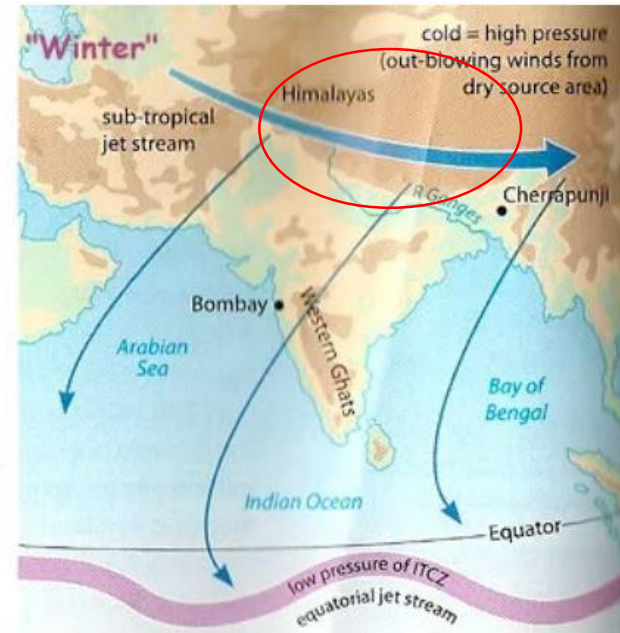 "Winter"
cold = high pressure
(out-blowing winds from
dry source area)
Himalayas
sub-tropical
jet stream
R Ganges
Cherrapunji
Bombay
Western Ghats
Arabian
Sea
Bay of
Bengal
Indian Ocean
Equator
low pressure of ITCZ
equatorial jet stream